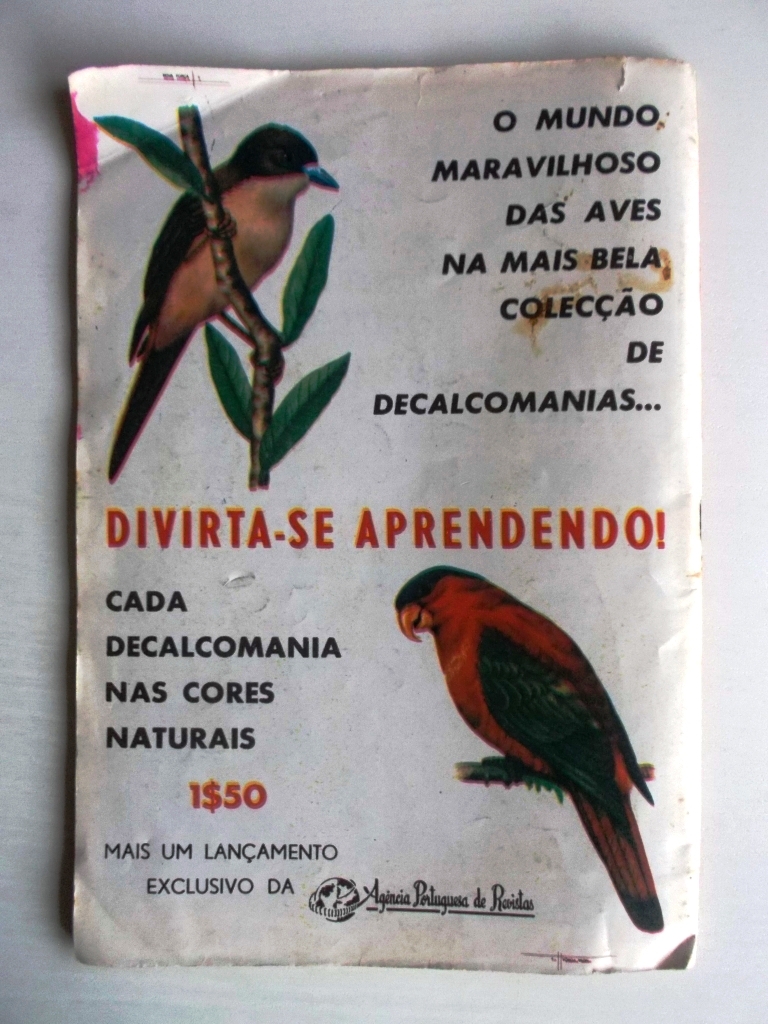 O MUNDO
MARAVILHOSO
DAS AVES
NA MAIS BELA
COLECÇÃO
DE
DECALCOMANIAS...
DIVIRTA-SE APRENDENDO!
CADA
DECALCOMANIA
NAS CORES
NATURAIS
1$50
MAIS UM LANÇAMENTO
EXCLUSIVO DA Agência Portuguesa de Revistas